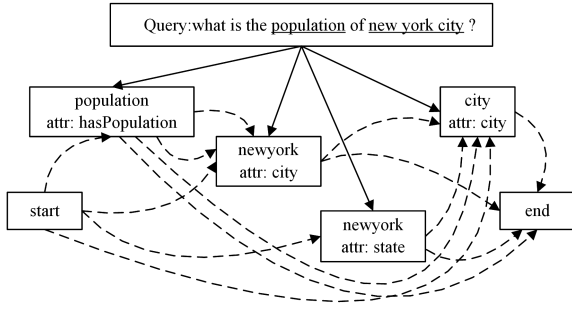 Query:what is the population of new york city ?
population
attr: hasPopulation
city
attr: city
newyork
attr: city
start
newyork
attr: state
end